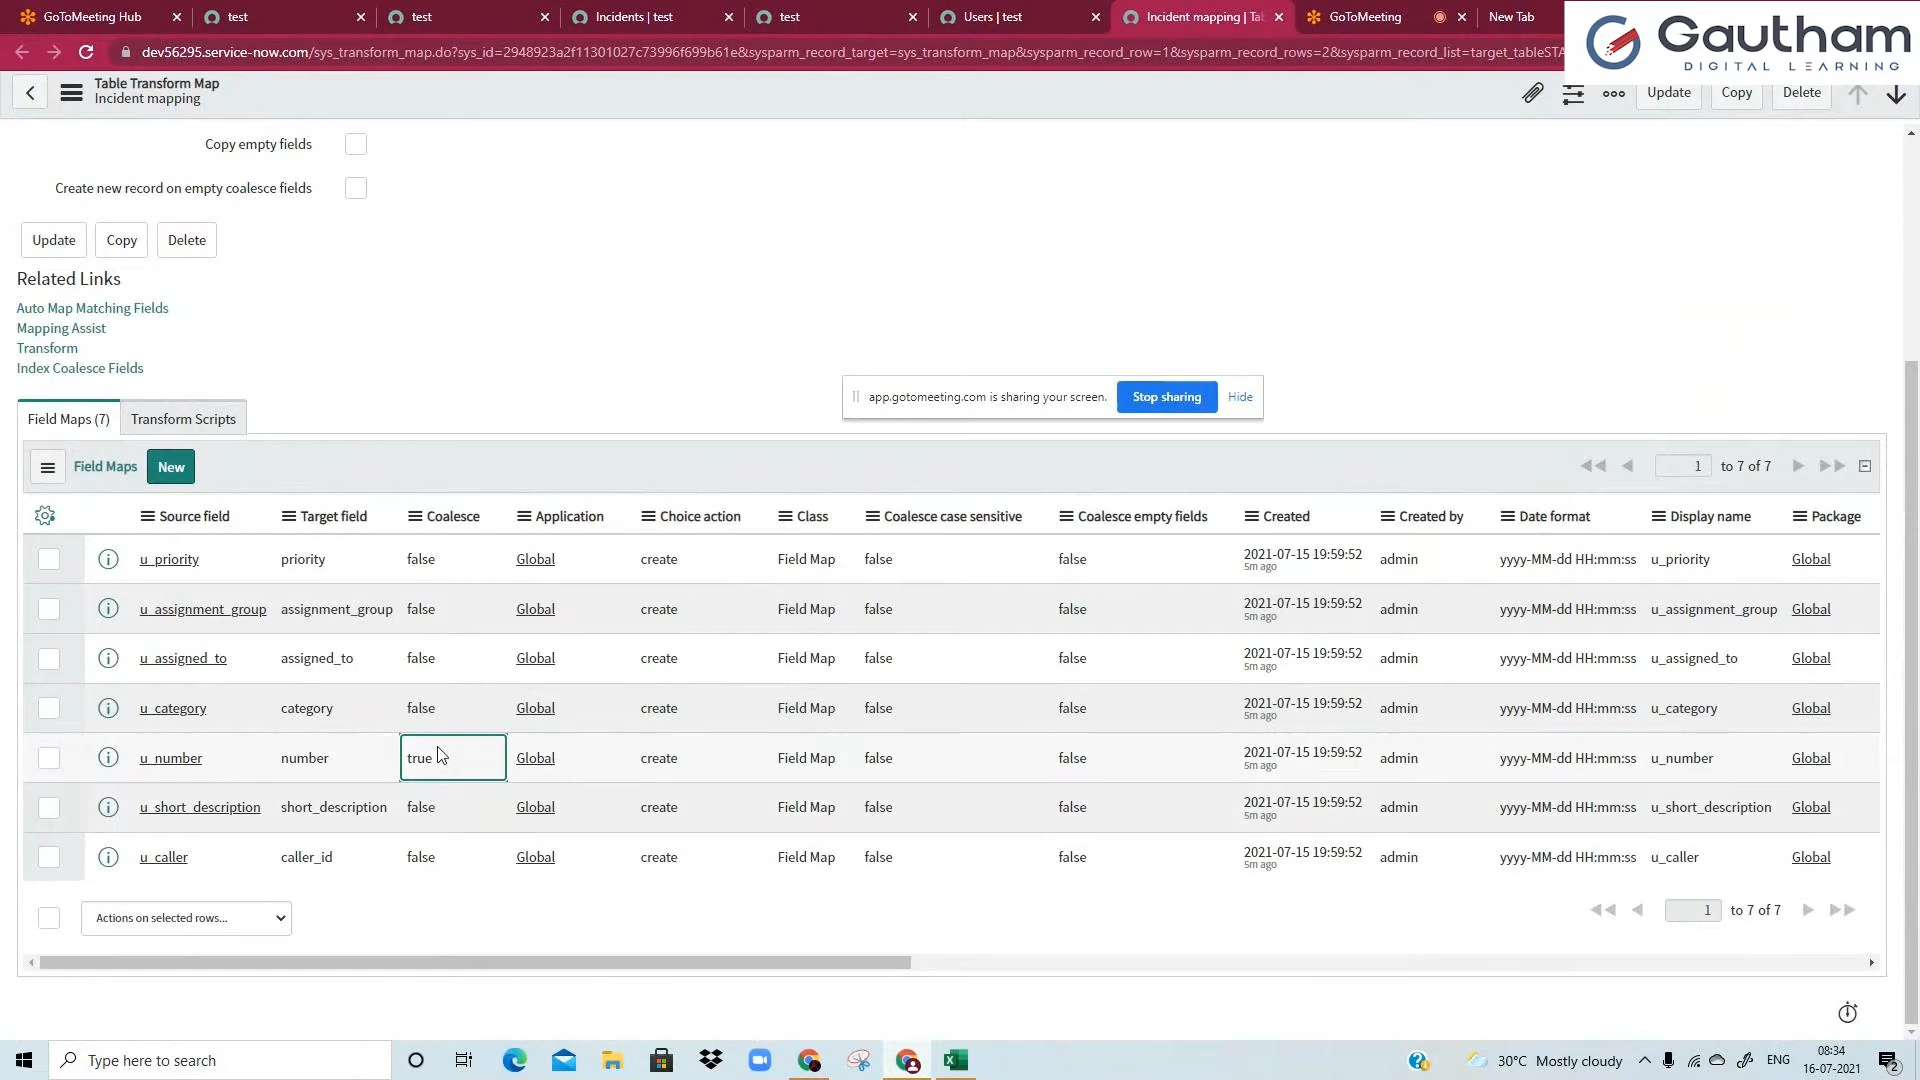 GoToMeeting Hub
test
test
Incidents | test
test
Users | test
Incident mapping | Ta
GoToMeeting
New Tab
Gautham
DIGITAL LEARNING
dev56295.service-now.com/sys_transform_map.do?sys_id=2948923a2f11301027c73996f699b61e&sysparm_record_target=sys_transform_map&sysparm_record_row=1&sysparm_record_rows=2&sysparm_record_list=target_tableSTA
Table Transform Map
Incident mapping
Update
Copy
Delete
Copy empty fields
Create new record on empty coalesce fields
Update
Copy
Delete
Related Links
Auto Map Matching Fields
Mapping Assist
Transform
Index Coalesce Fields
app.gotomeeting.com is sharing your screen.
Stop sharing
Hide
Field Maps (7)
Transform Scripts
Field Maps
New
1 to 7 of 7
Source field Target field Coalesce Application Choice action Class Coalesce case sensitive Coalesce empty fields Created Created by Date format Display name Package
u_priority priority false Global create Field Map false false 2021-07-15 19:59:52 admin yyyy-MM-dd HH:mm:ss u_priority Global
5m ago
u_assignment_group assignment_group false Global create Field Map false false 2021-07-15 19:59:52 admin yyyy-MM-dd HH:mm:ss u_assignment_group Global
5m ago
u_assigned_to assigned_to false Global create Field Map false false 2021-07-15 19:59:52 admin yyyy-MM-dd HH:mm:ss u_assigned_to Global
5m ago
u_category category false Global create Field Map false false 2021-07-15 19:59:52 admin yyyy-MM-dd HH:mm:ss u_category Global
5m ago
u_number number true Global create Field Map false false 2021-07-15 19:59:52 admin yyyy-MM-dd HH:mm:ss u_number Global
5m ago
u_short_description short_description false Global create Field Map false false 2021-07-15 19:59:52 admin yyyy-MM-dd HH:mm:ss u_short_description Global
5m ago
u_caller caller_id false Global create Field Map false false 2021-07-15 19:59:52 admin yyyy-MM-dd HH:mm:ss u_caller Global
5m ago
Actions on selected rows...
1 to 7 of 7
Type here to search
30°C Mostly cloudy
ENG
08:34
16-07-2021
2